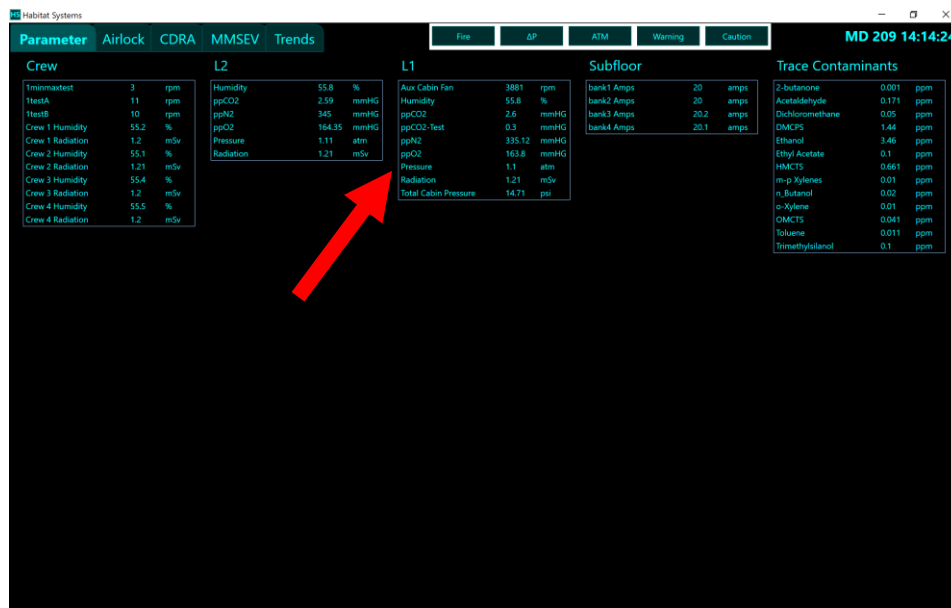 HS Habitat Systems
Parameter Airlock CDRA MMSEV Trends
Fire ΔP ATM Warning Caution
MD 209 14:14:24
Crew
1minmaxtest 3 rpm
1testA 11 rpm
1testB 10 rpm
Crew 1 Humidity 55.2 %
Crew 1 Radiation 1.2 mSv
Crew 2 Humidity 55.1 %
Crew 2 Radiation 1.21 mSv
Crew 3 Humidity 55.4 %
Crew 3 Radiation 1.2 mSv
Crew 4 Humidity 55.5 %
Crew 4 Radiation 1.2 mSv
L2
Humidity 55.8 %
ppCO2 2.59 mmHG
ppN2 345 mmHG
ppO2 164.35 mmHG
Pressure 1.11 atm
Radiation 1.21 mSv
L1
Aux Cabin Fan 3881 rpm
Humidity 55.8 %
ppCO2 2.6 mmHG
ppCO2-Test 0.3 mmHG
ppN2 335.12 mmHG
ppO2 163.8 mmHG
Pressure 1.1 atm
Radiation 1.21 mSv
Total Cabin Pressure 14.71 psi
Subfloor
bank1 Amps 20 amps
bank2 Amps 20 amps
bank3 Amps 20.2 amps
bank4 Amps 20.1 amps
Trace Contaminants
2-butanone 0.001 ppm
Acetaldehyde 0.171 ppm
Dichloromethane 0.05 ppm
DMCPS 1.44 ppm
Ethanol 3.46 ppm
Ethyl Acetate 0.1 ppm
HMCTS 0.661 ppm
m-p Xylenes 0.01 ppm
n_Butanol 0.02 ppm
o-Xylene 0.01 ppm
OMCTS 0.041 ppm
Toluene 0.011 ppm
Trimethylsilanol 0.1 ppm